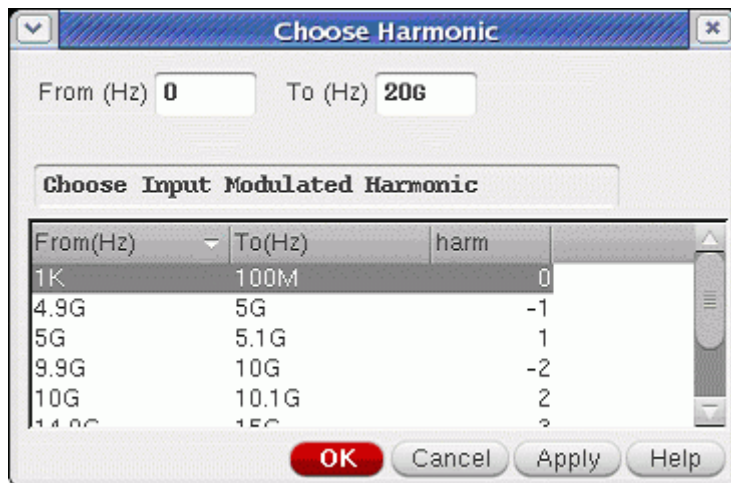 Choose Harmonic
From (Hz) 0 To (Hz) 20G
Choose Input Modulated Harmonic
From(Hz) To(Hz) harm
1K 100M 0
4.9G 5G -1
5G 5.1G 1
9.9G 10G -2
10G 10.1G 2
OK Cancel Apply Help